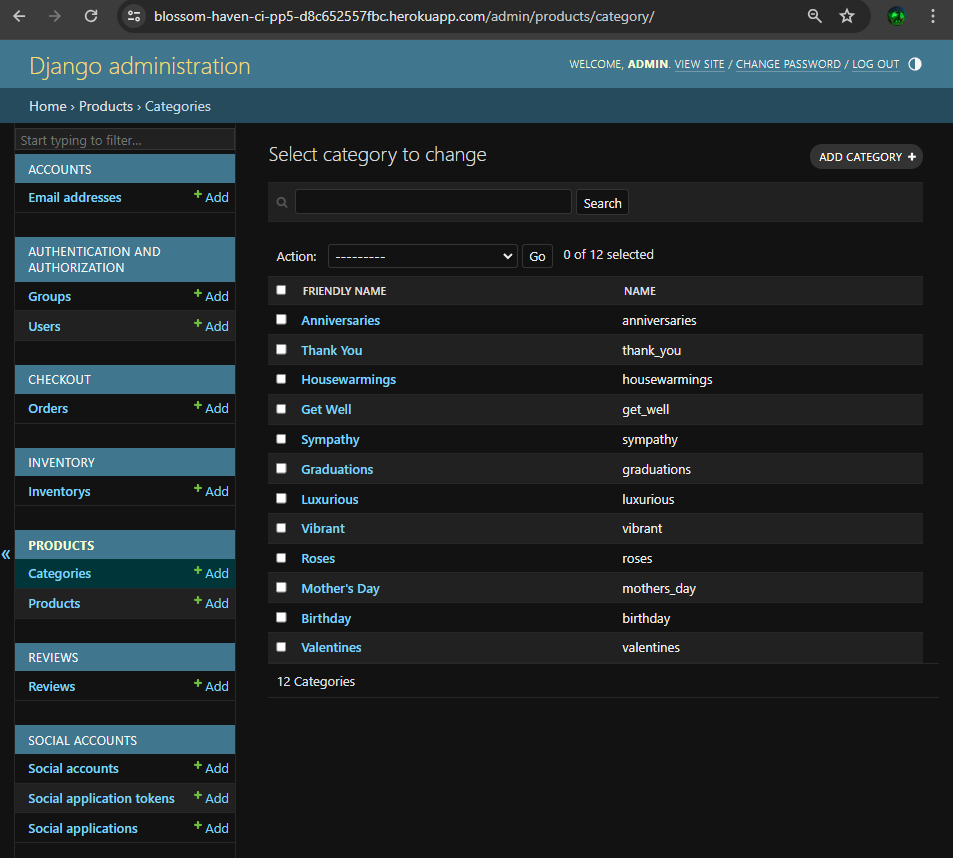 blossom-haven-ci-pp5-d8c652557fbc.herokuapp.com/admin/products/category/
Django administration
WELCOME, ADMIN. VIEW SITE / CHANGE PASSWORD / LOG OUT
Home › Products › Categories
Start typing to filter...
ACCOUNTS
Email addresses + Add
AUTHENTICATION AND
AUTHORIZATION
Groups + Add
Users + Add
CHECKOUT
Orders + Add
INVENTORY
Inventorys + Add
«
PRODUCTS
Categories + Add
Products + Add
REVIEWS
Reviews + Add
SOCIAL ACCOUNTS
Social accounts + Add
Social application tokens + Add
Social applications + Add
Select category to change
ADD CATEGORY +
Search
Action: --------- Go 0 of 12 selected
FRIENDLY NAME NAME
Anniversaries anniversaries
Thank You thank_you
Housewarmings housewarmings
Get Well get_well
Sympathy sympathy
Graduations graduations
Luxurious luxurious
Vibrant vibrant
Roses roses
Mother's Day mothers_day
Birthday birthday
Valentines valentines
12 Categories